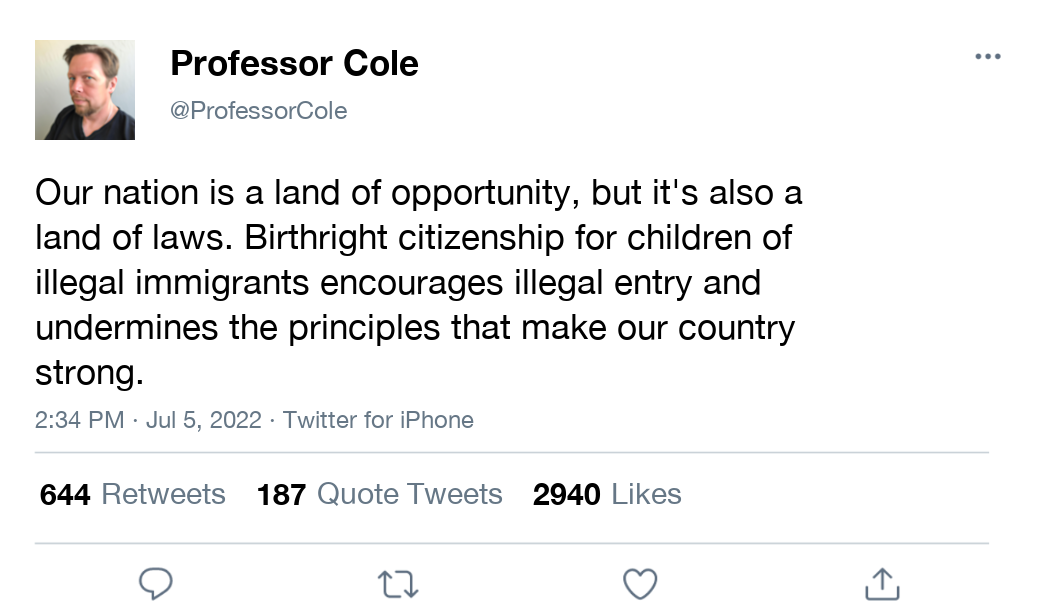 Professor Cole
@ProfessorCole
Our nation is a land of opportunity, but it's also a
land of laws. Birthright citizenship for children of
illegal immigrants encourages illegal entry and
undermines the principles that make our country
strong.
2:34 PM · Jul 5, 2022 · Twitter for iPhone
644 Retweets 187 Quote Tweets 2940 Likes